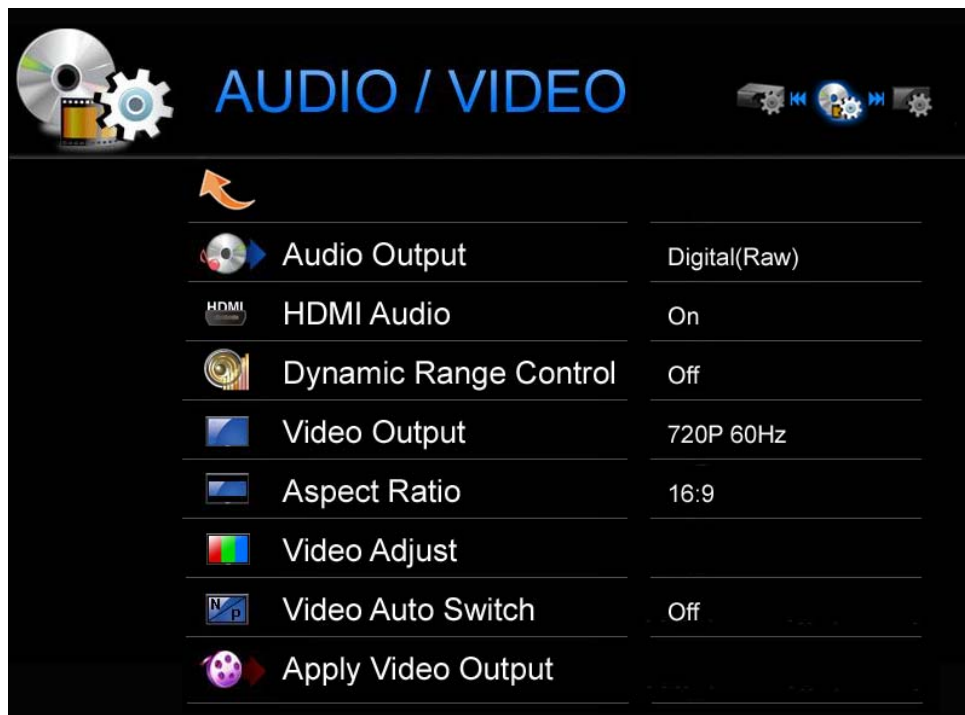 AUDIO / VIDEO
Audio Output Digital(Raw)
HDMI
HDMI Audio On
Dynamic Range Control Off
Video Output 720P 60Hz
Aspect Ratio 16:9
Video Adjust
N/P
Video Auto Switch Off
Apply Video Output